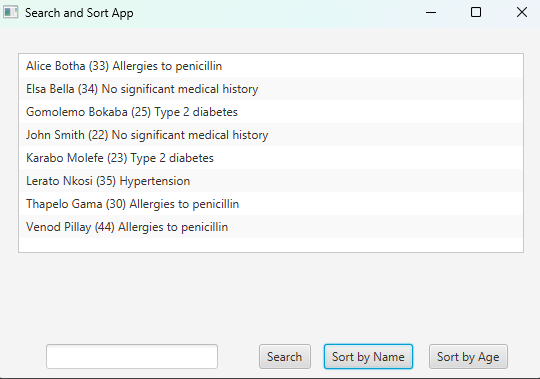 Search and Sort App
Alice Botha (33) Allergies to penicillin
Elsa Bella (34) No significant medical history
Gomolemo Bokaba (25) Type 2 diabetes
John Smith (22) No significant medical history
Karabo Molefe (23) Type 2 diabetes
Lerato Nkosi (35) Hypertension
Thapelo Gama (30) Allergies to penicillin
Venod Pillay (44) Allergies to penicillin
Search Sort by Name Sort by Age